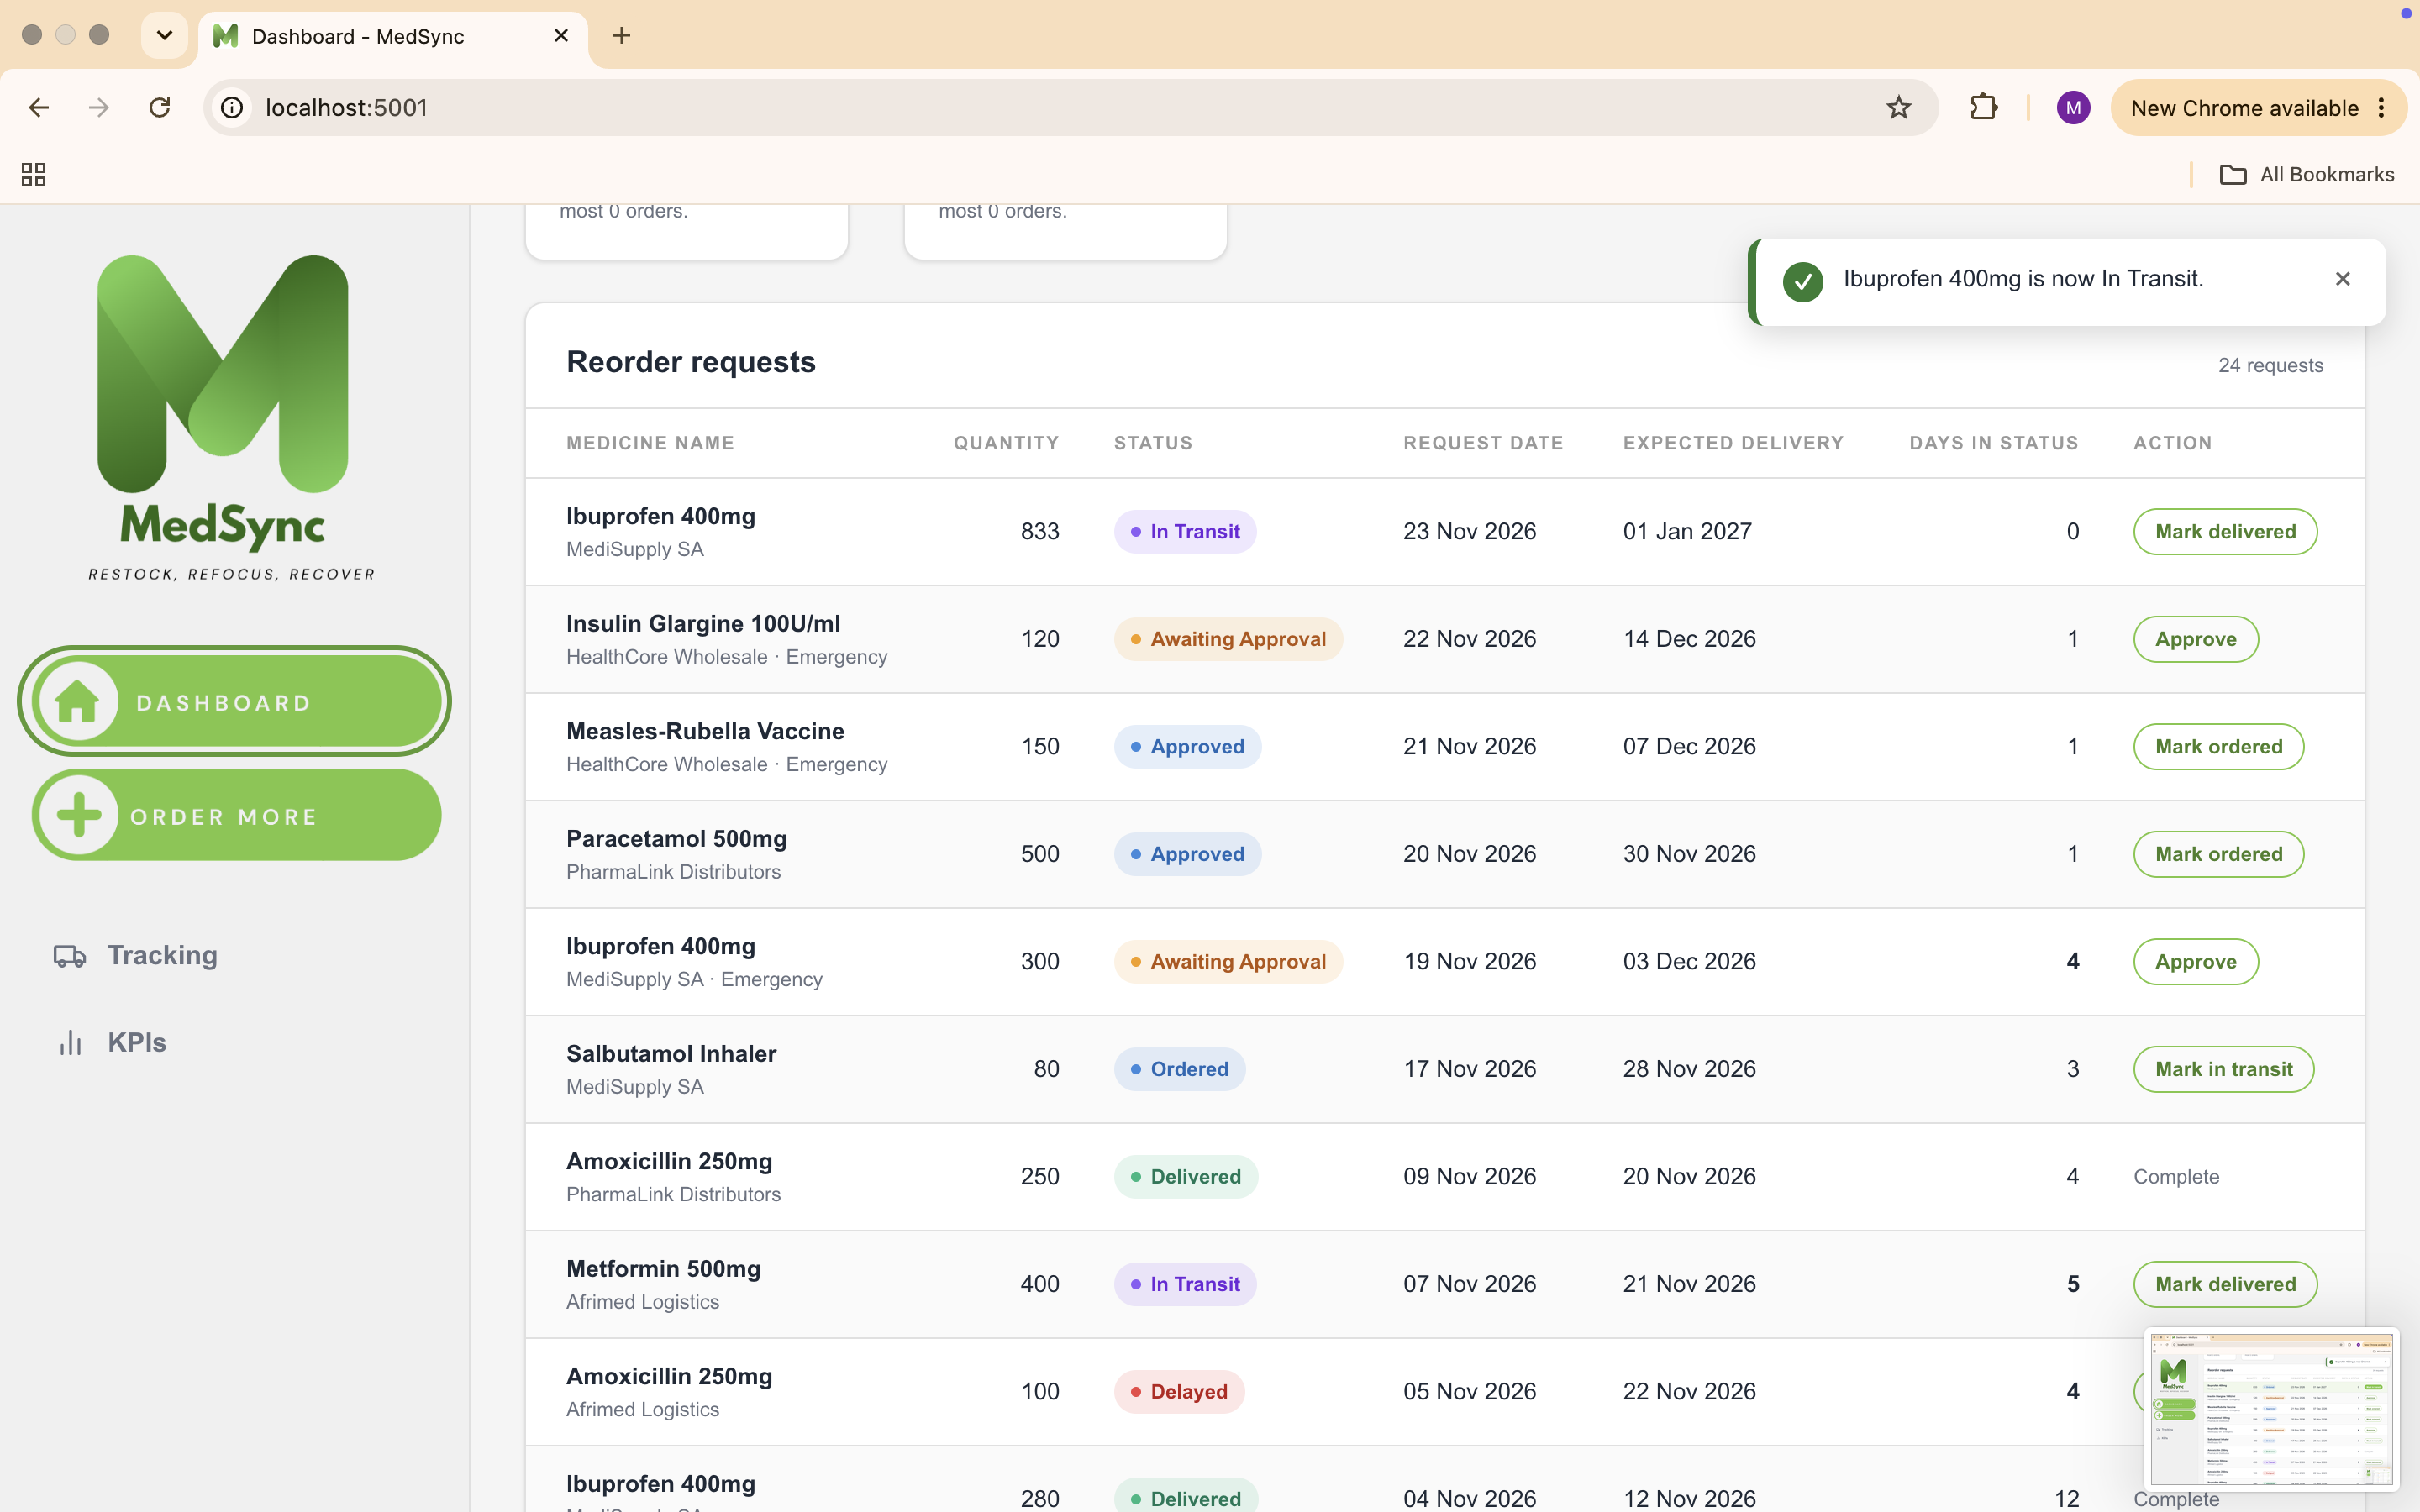 Dashboard - MedSync
localhost:5001
M
New Chrome available
All Bookmarks
MedSync
RESTOCK, REFOCUS, RECOVER
DASHBOARD
ORDER MORE
Tracking
KPIs
most 0 orders.
most 0 orders.
Ibuprofen 400mg is now In Transit.
Reorder requests
24 requests
MEDICINE NAME QUANTITY STATUS REQUEST DATE EXPECTED DELIVERY DAYS IN STATUS ACTION
Ibuprofen 400mg 833 In Transit 23 Nov 2026 01 Jan 2027 0 Mark delivered
MediSupply SA
Insulin Glargine 100U/ml 120 Awaiting Approval 22 Nov 2026 14 Dec 2026 1 Approve
HealthCore Wholesale · Emergency
Measles-Rubella Vaccine 150 Approved 21 Nov 2026 07 Dec 2026 1 Mark ordered
HealthCore Wholesale · Emergency
Paracetamol 500mg 500 Approved 20 Nov 2026 30 Nov 2026 1 Mark ordered
PharmaLink Distributors
Ibuprofen 400mg 300 Awaiting Approval 19 Nov 2026 03 Dec 2026 4 Approve
MediSupply SA · Emergency
Salbutamol Inhaler 80 Ordered 17 Nov 2026 28 Nov 2026 3 Mark in transit
MediSupply SA
Amoxicillin 250mg 250 Delivered 09 Nov 2026 20 Nov 2026 4 Complete
PharmaLink Distributors
Metformin 500mg 400 In Transit 07 Nov 2026 21 Nov 2026 5 Mark delivered
Afrimed Logistics
Amoxicillin 250mg 100 Delayed 05 Nov 2026 22 Nov 2026 4
Afrimed Logistics
Ibuprofen 400mg 280 Delivered 04 Nov 2026 12 Nov 2026 12 Complete